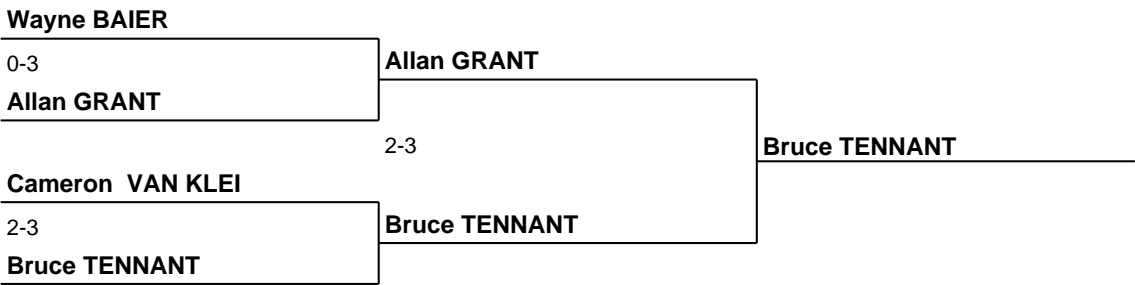 Wayne BAIER
0-3
Allan GRANT
Allan GRANT
2-3
Bruce TENNANT
Cameron  VAN KLEI
2-3
Bruce TENNANT
Bruce TENNANT